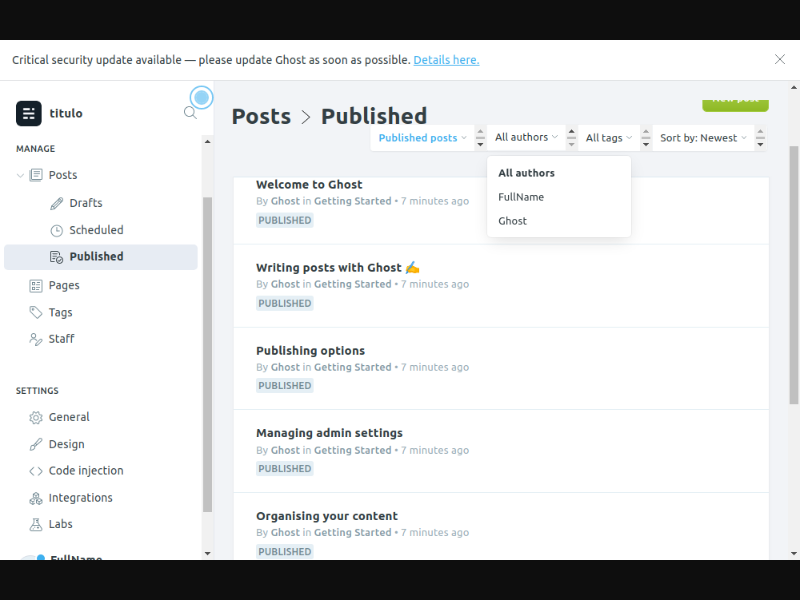 Critical security update available — please update Ghost as soon as possible. Details here.
titulo
MANAGE
Posts
Drafts
Scheduled
Published
Pages
Tags
Staff
SETTINGS
General
Design
Code injection
Integrations
Labs
FullName
Posts > Published
New post
Published posts
All authors
All tags
Sort by: Newest
All authors
FullName
Ghost
Welcome to Ghost
By Ghost in Getting Started • 7 minutes ago
PUBLISHED
Writing posts with Ghost ✍️
By Ghost in Getting Started • 7 minutes ago
PUBLISHED
Publishing options
By Ghost in Getting Started • 7 minutes ago
PUBLISHED
Managing admin settings
By Ghost in Getting Started • 7 minutes ago
PUBLISHED
Organising your content
By Ghost in Getting Started • 7 minutes ago
PUBLISHED